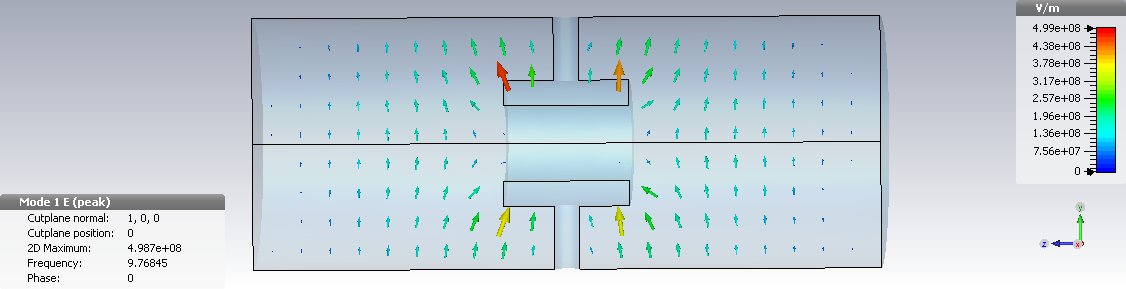 V/m
4.99e+08
4.38e+08
3.78e+08
3.17e+08
2.57e+08
1.96e+08
1.36e+08
7.56e+07
0
Mode 1 E (peak)
Cutplane normal: 1, 0, 0
Cutplane position: 0
2D Maximum: 4.987e+08
Frequency: 9.76845
Phase: 0
y
z x